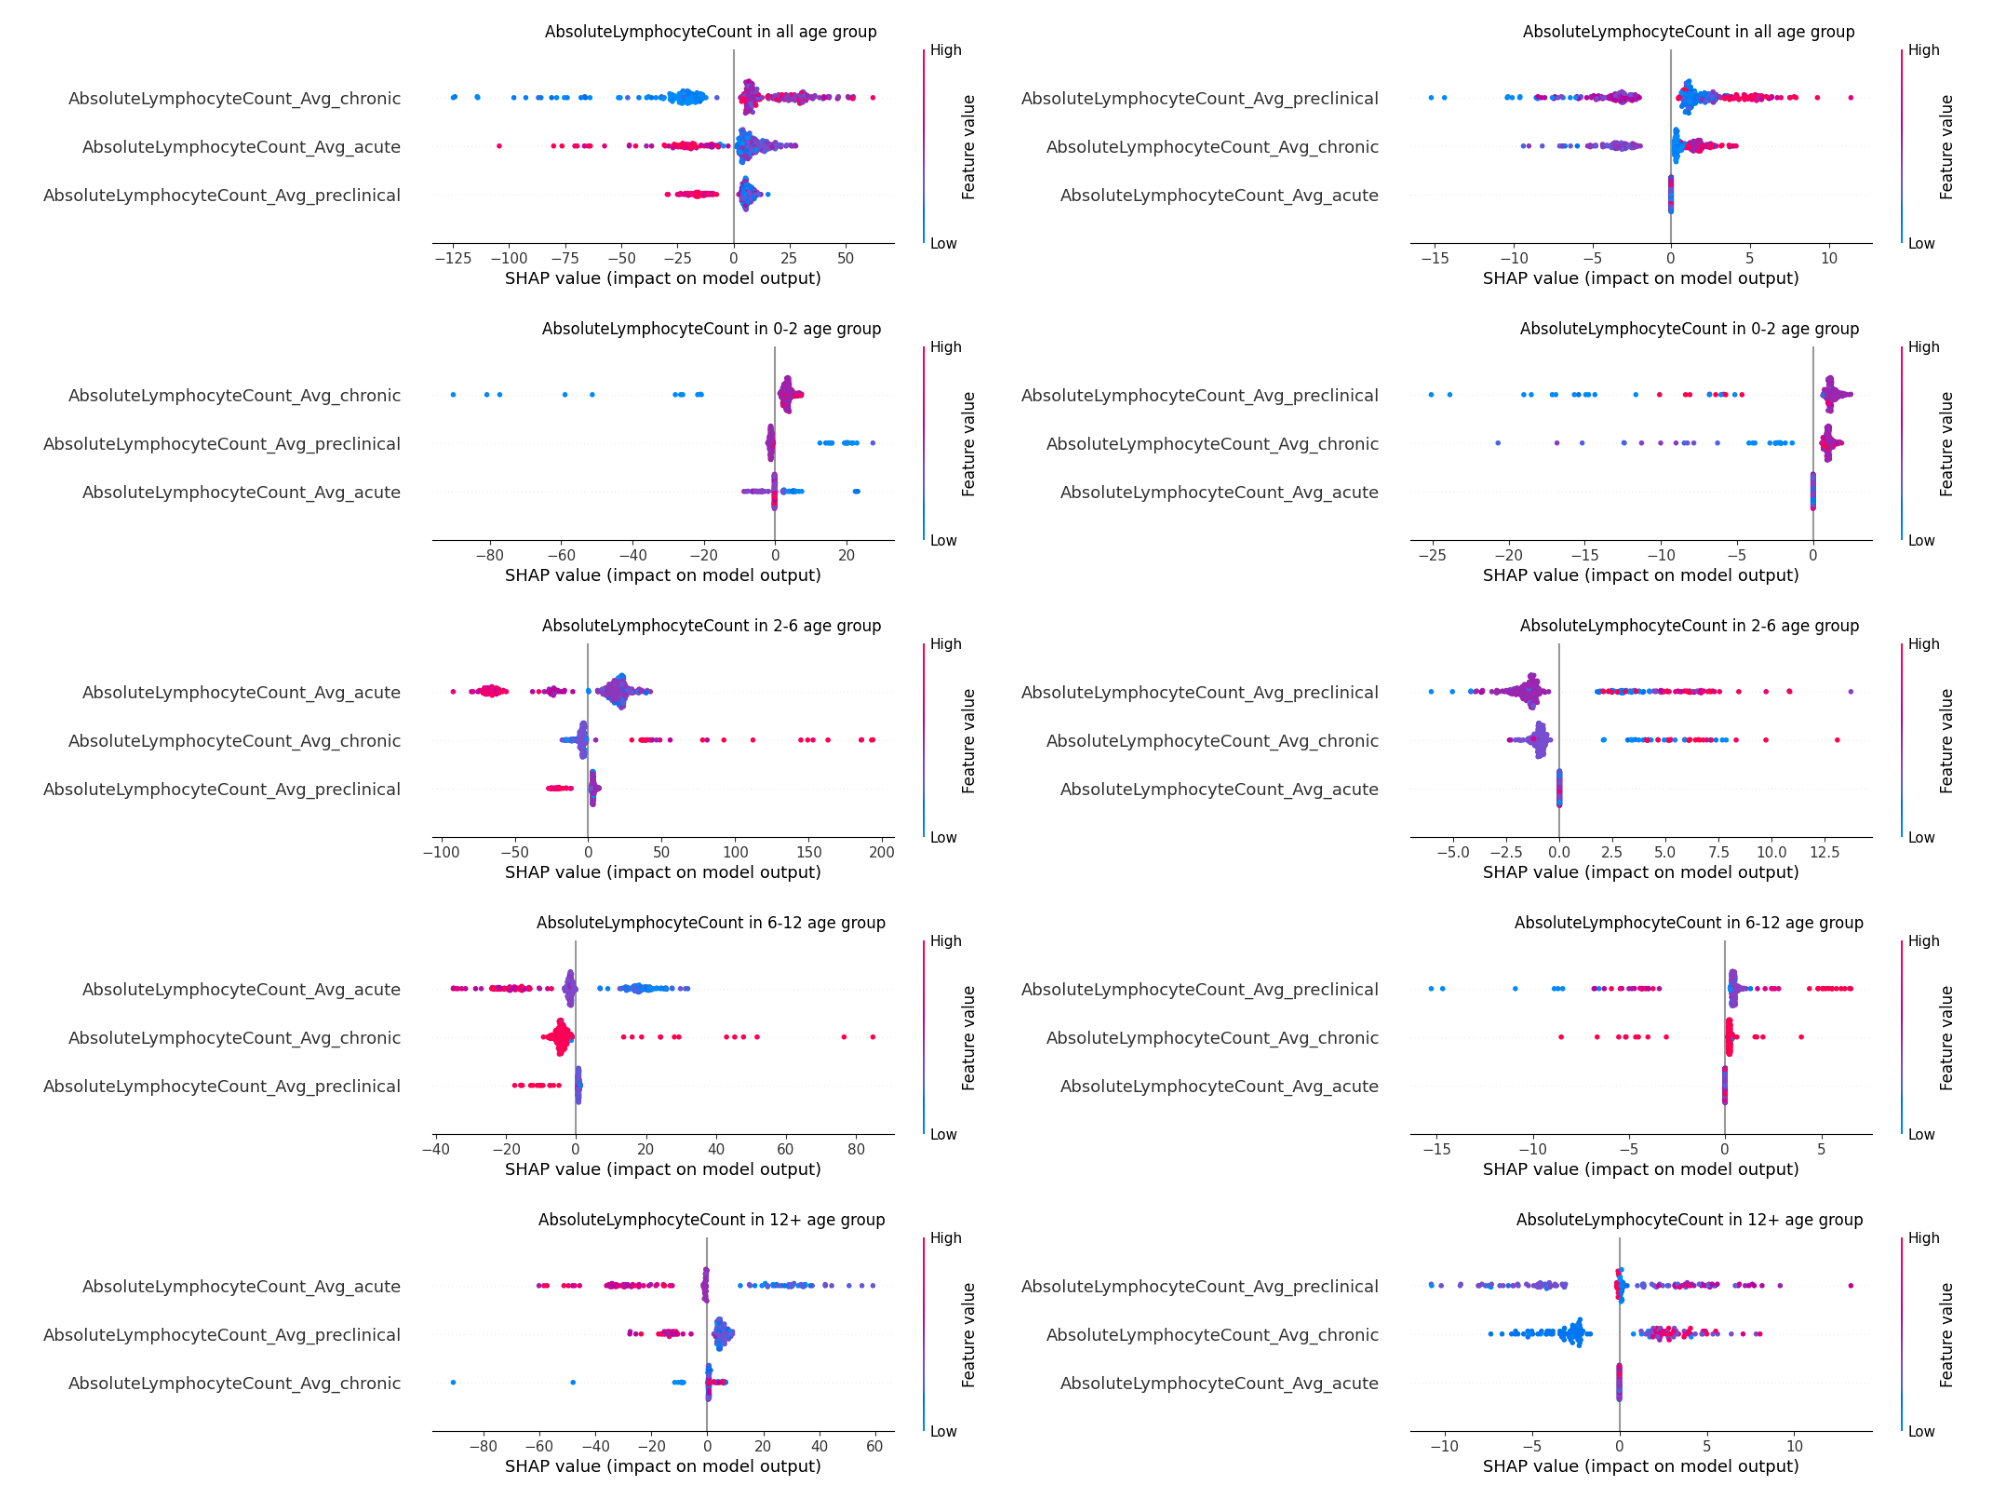 AbsoluteLymphocyteCount in all age group
High
AbsoluteLymphocyteCount_Avg_chronic
AbsoluteLymphocyteCount_Avg_acute
AbsoluteLymphocyteCount_Avg_preclinical
Feature value
Low
−125 −100 −75 −50 −25 0 25 50
SHAP value (impact on model output)
AbsoluteLymphocyteCount in all age group
High
AbsoluteLymphocyteCount_Avg_preclinical
AbsoluteLymphocyteCount_Avg_chronic
AbsoluteLymphocyteCount_Avg_acute
Feature value
Low
−15 −10 −5 0 5 10
SHAP value (impact on model output)
AbsoluteLymphocyteCount in 0-2 age group
High
AbsoluteLymphocyteCount_Avg_chronic
AbsoluteLymphocyteCount_Avg_preclinical
AbsoluteLymphocyteCount_Avg_acute
Feature value
Low
−80 −60 −40 −20 0 20
SHAP value (impact on model output)
AbsoluteLymphocyteCount in 0-2 age group
High
AbsoluteLymphocyteCount_Avg_preclinical
AbsoluteLymphocyteCount_Avg_chronic
AbsoluteLymphocyteCount_Avg_acute
Feature value
Low
−25 −20 −15 −10 −5 0
SHAP value (impact on model output)
AbsoluteLymphocyteCount in 2-6 age group
High
AbsoluteLymphocyteCount_Avg_acute
AbsoluteLymphocyteCount_Avg_chronic
AbsoluteLymphocyteCount_Avg_preclinical
Feature value
Low
−100 −50 0 50 100 150 200
SHAP value (impact on model output)
AbsoluteLymphocyteCount in 2-6 age group
High
AbsoluteLymphocyteCount_Avg_preclinical
AbsoluteLymphocyteCount_Avg_chronic
AbsoluteLymphocyteCount_Avg_acute
Feature value
Low
−5.0 −2.5 0.0 2.5 5.0 7.5 10.0 12.5
SHAP value (impact on model output)
AbsoluteLymphocyteCount in 6-12 age group
High
AbsoluteLymphocyteCount_Avg_acute
AbsoluteLymphocyteCount_Avg_chronic
AbsoluteLymphocyteCount_Avg_preclinical
Feature value
Low
−40 −20 0 20 40 60 80
SHAP value (impact on model output)
AbsoluteLymphocyteCount in 6-12 age group
High
AbsoluteLymphocyteCount_Avg_preclinical
AbsoluteLymphocyteCount_Avg_chronic
AbsoluteLymphocyteCount_Avg_acute
Feature value
Low
−15 −10 −5 0 5
SHAP value (impact on model output)
AbsoluteLymphocyteCount in 12+ age group
High
AbsoluteLymphocyteCount_Avg_acute
AbsoluteLymphocyteCount_Avg_preclinical
AbsoluteLymphocyteCount_Avg_chronic
Feature value
Low
−80 −60 −40 −20 0 20 40 60
SHAP value (impact on model output)
AbsoluteLymphocyteCount in 12+ age group
High
AbsoluteLymphocyteCount_Avg_preclinical
AbsoluteLymphocyteCount_Avg_chronic
AbsoluteLymphocyteCount_Avg_acute
Feature value
Low
−10 −5 0 5 10
SHAP value (impact on model output)